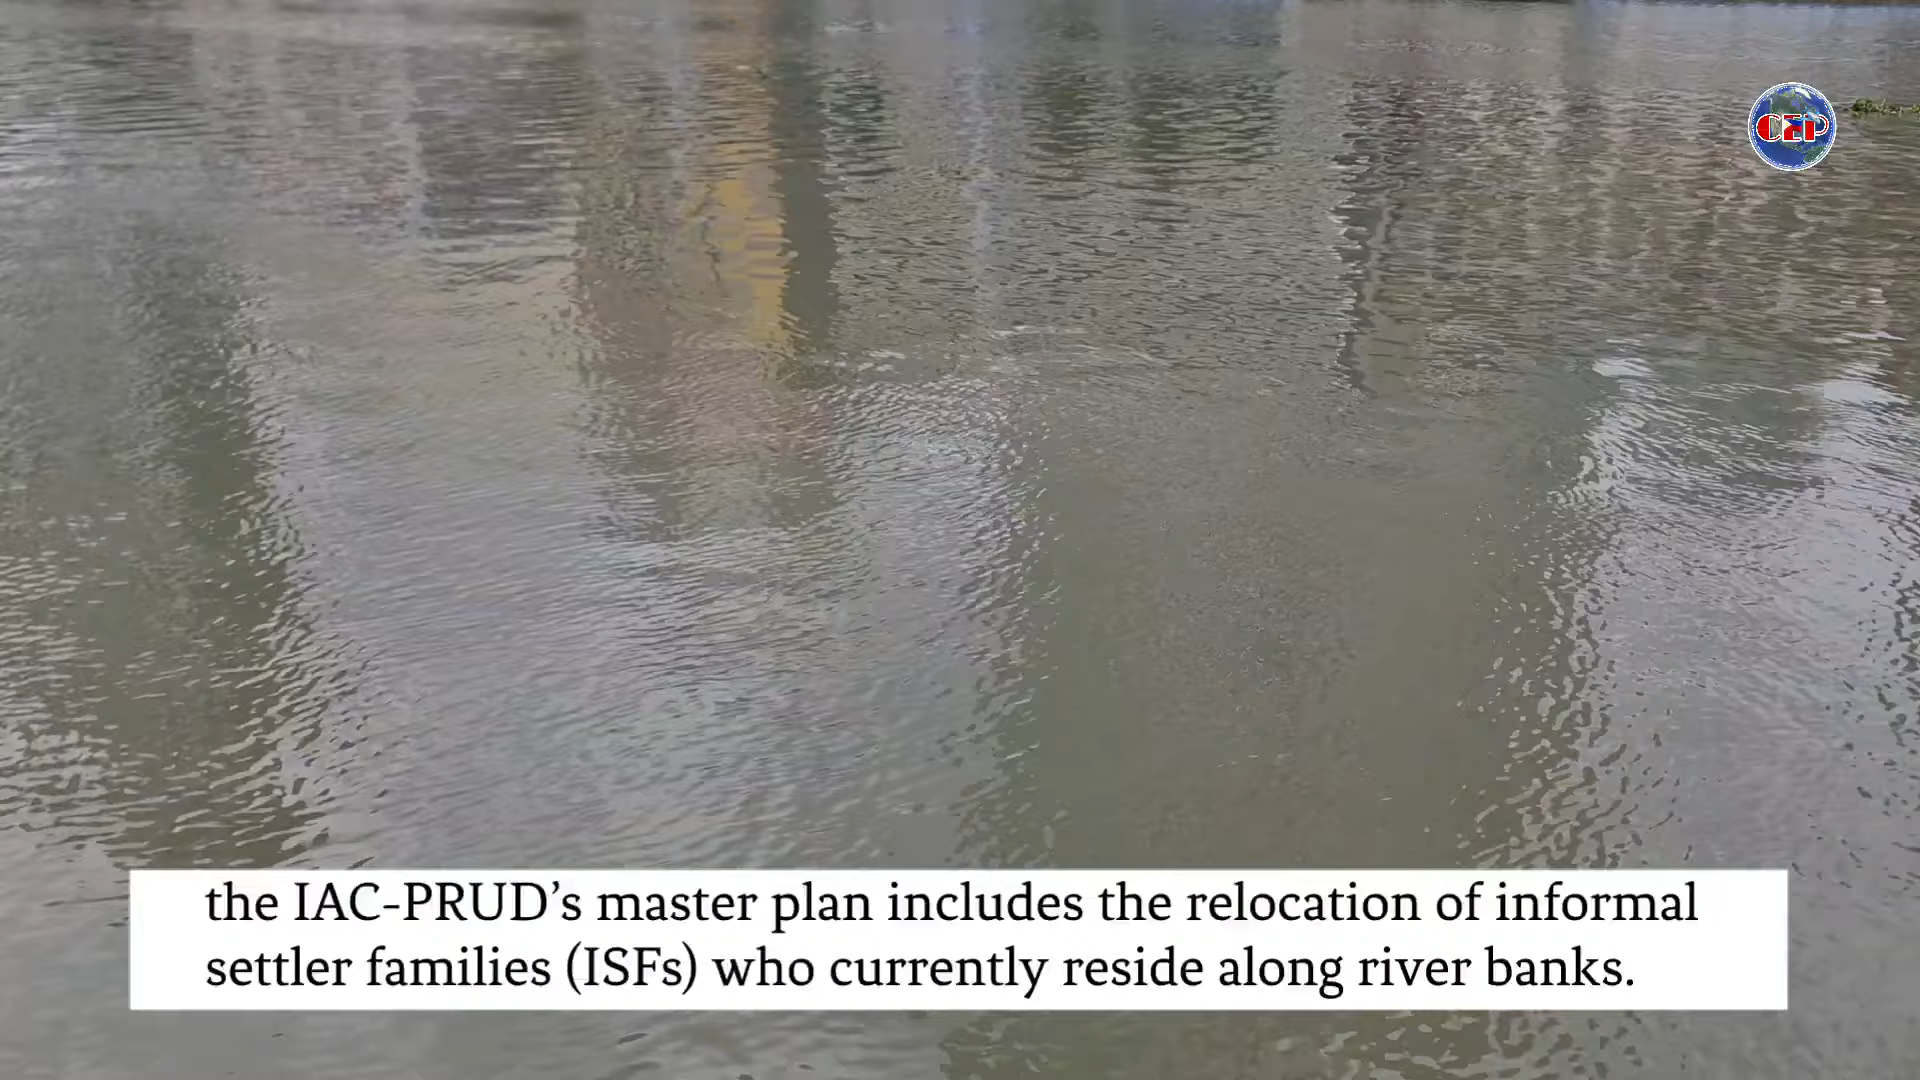 CEP
the IAC-PRUD’s master plan includes the relocation of informal
settler families (ISFs) who currently reside along river banks.